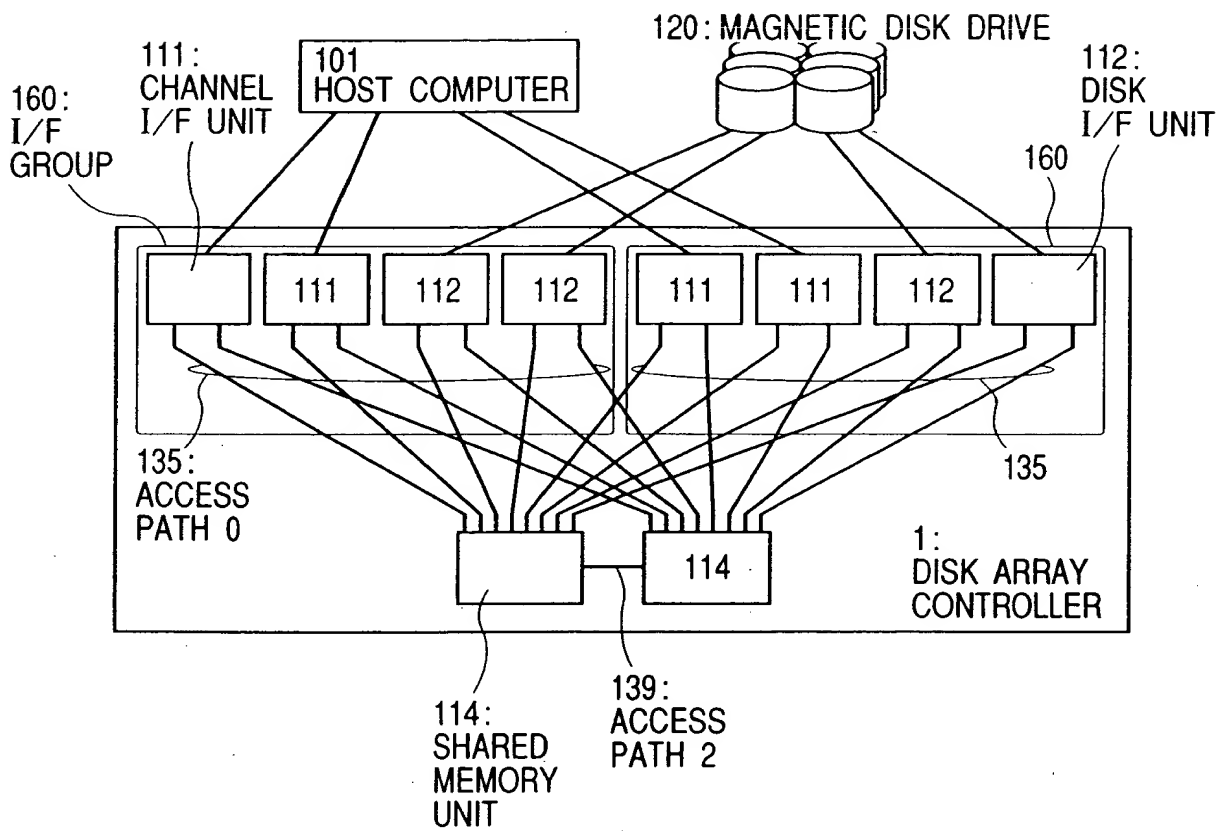 120: MAGNETIC DISK DRIVE
111:
CHANNEL
I/F UNIT
101
HOST COMPUTER
112:
DISK
I/F UNIT
160:
I/F
GROUP
160
111
112
112
111
111
112
135:
ACCESS
PATH 0
135
114
1:
DISK ARRAY
CONTROLLER
139:
ACCESS
PATH 2
114:
SHARED
MEMORY
UNIT